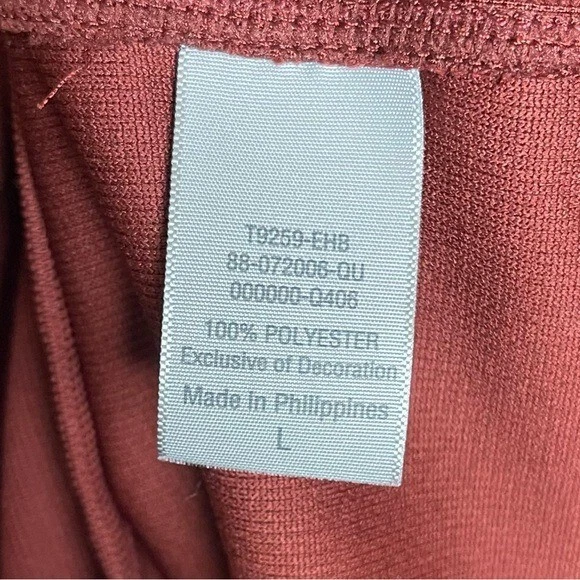 T9259-EHB
88-072006-QU
000000-Q406
100% POLYESTER
Exclusive of Decoration
Made in Philippines
L